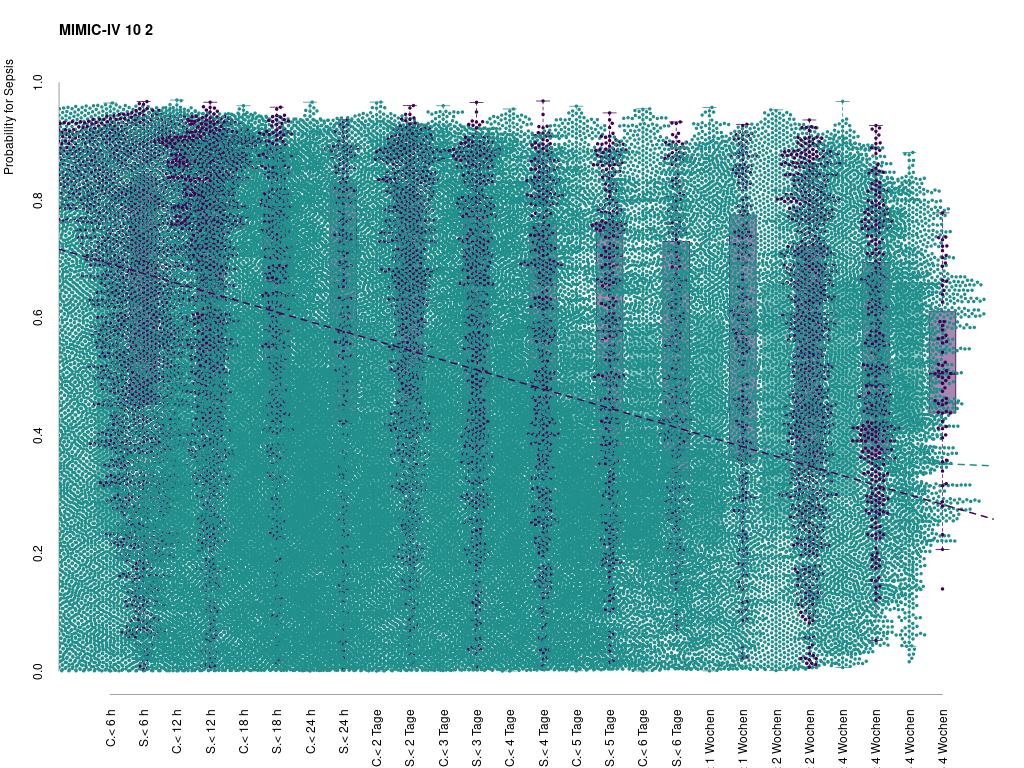 MIMIC-IV 10 2
Probability for Sepsis
1.0
0.8
0.6
0.4
0.2
0.0
C.< 6 h
S.< 6 h
C.< 12 h
S.< 12 h
C.< 18 h
S.< 18 h
C.< 24 h
S.< 24 h
C.< 2 Tage
S.< 2 Tage
C.< 3 Tage
S.< 3 Tage
C.< 4 Tage
S.< 4 Tage
C.< 5 Tage
S.< 5 Tage
C.< 6 Tage
S.< 6 Tage
1 Wochen
1 Wochen
2 Wochen
2 Wochen
4 Wochen
4 Wochen
4 Wochen
4 Wochen